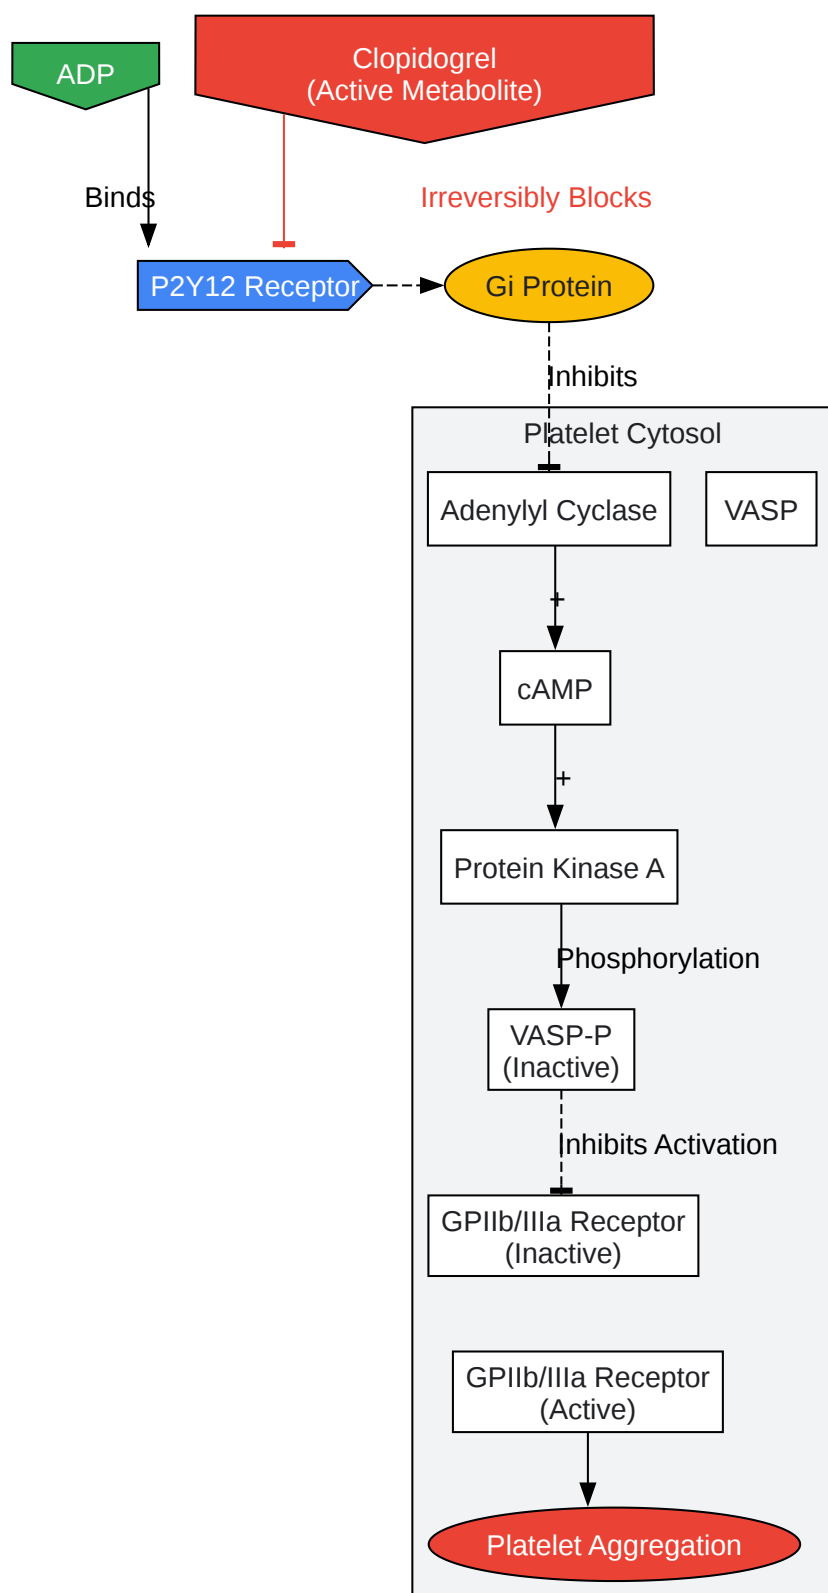 ADP
Clopidogrel
(Active Metabolite)
Binds
Irreversibly Blocks
P2Y12 Receptor
Gi Protein
Inhibits
Platelet Cytosol
Adenylyl Cyclase
VASP
+
cAMP
+
Protein Kinase A
Phosphorylation
VASP-P
(Inactive)
Inhibits Activation
GPIIb/IIIa Receptor
(Inactive)
GPIIb/IIIa Receptor
(Active)
Platelet Aggregation